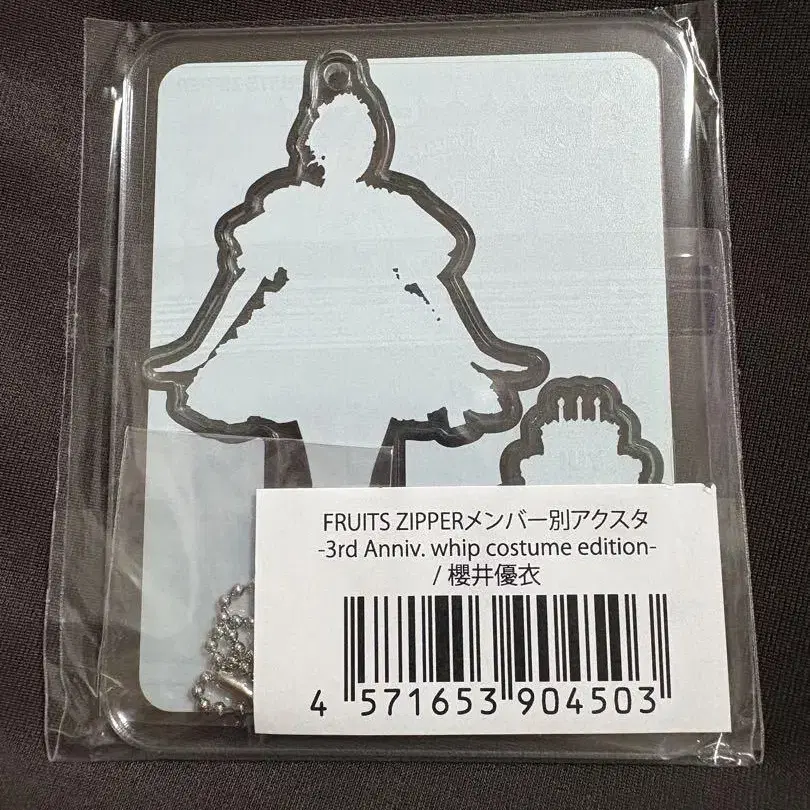 FRUITS ZIPPERメンバー別アクスタ
-3rd Anniv. whip costume edition-
/ 櫻井優衣
4 571653 904503